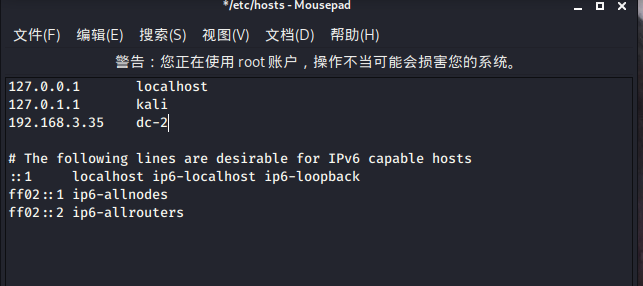 */etc/hosts - Mousepad
文件(F) 编辑(E) 搜索(S) 视图(V) 文档(D) 帮助(H)
警告：您正在使用 root 账户，操作不当可能会损害您的系统。
127.0.0.1 localhost
127.0.1.1 kali
192.168.3.35 dc-2
# The following lines are desirable for IPv6 capable hosts
::1 localhost ip6-localhost ip6-loopback
ff02::1 ip6-allnodes
ff02::2 ip6-allrouters